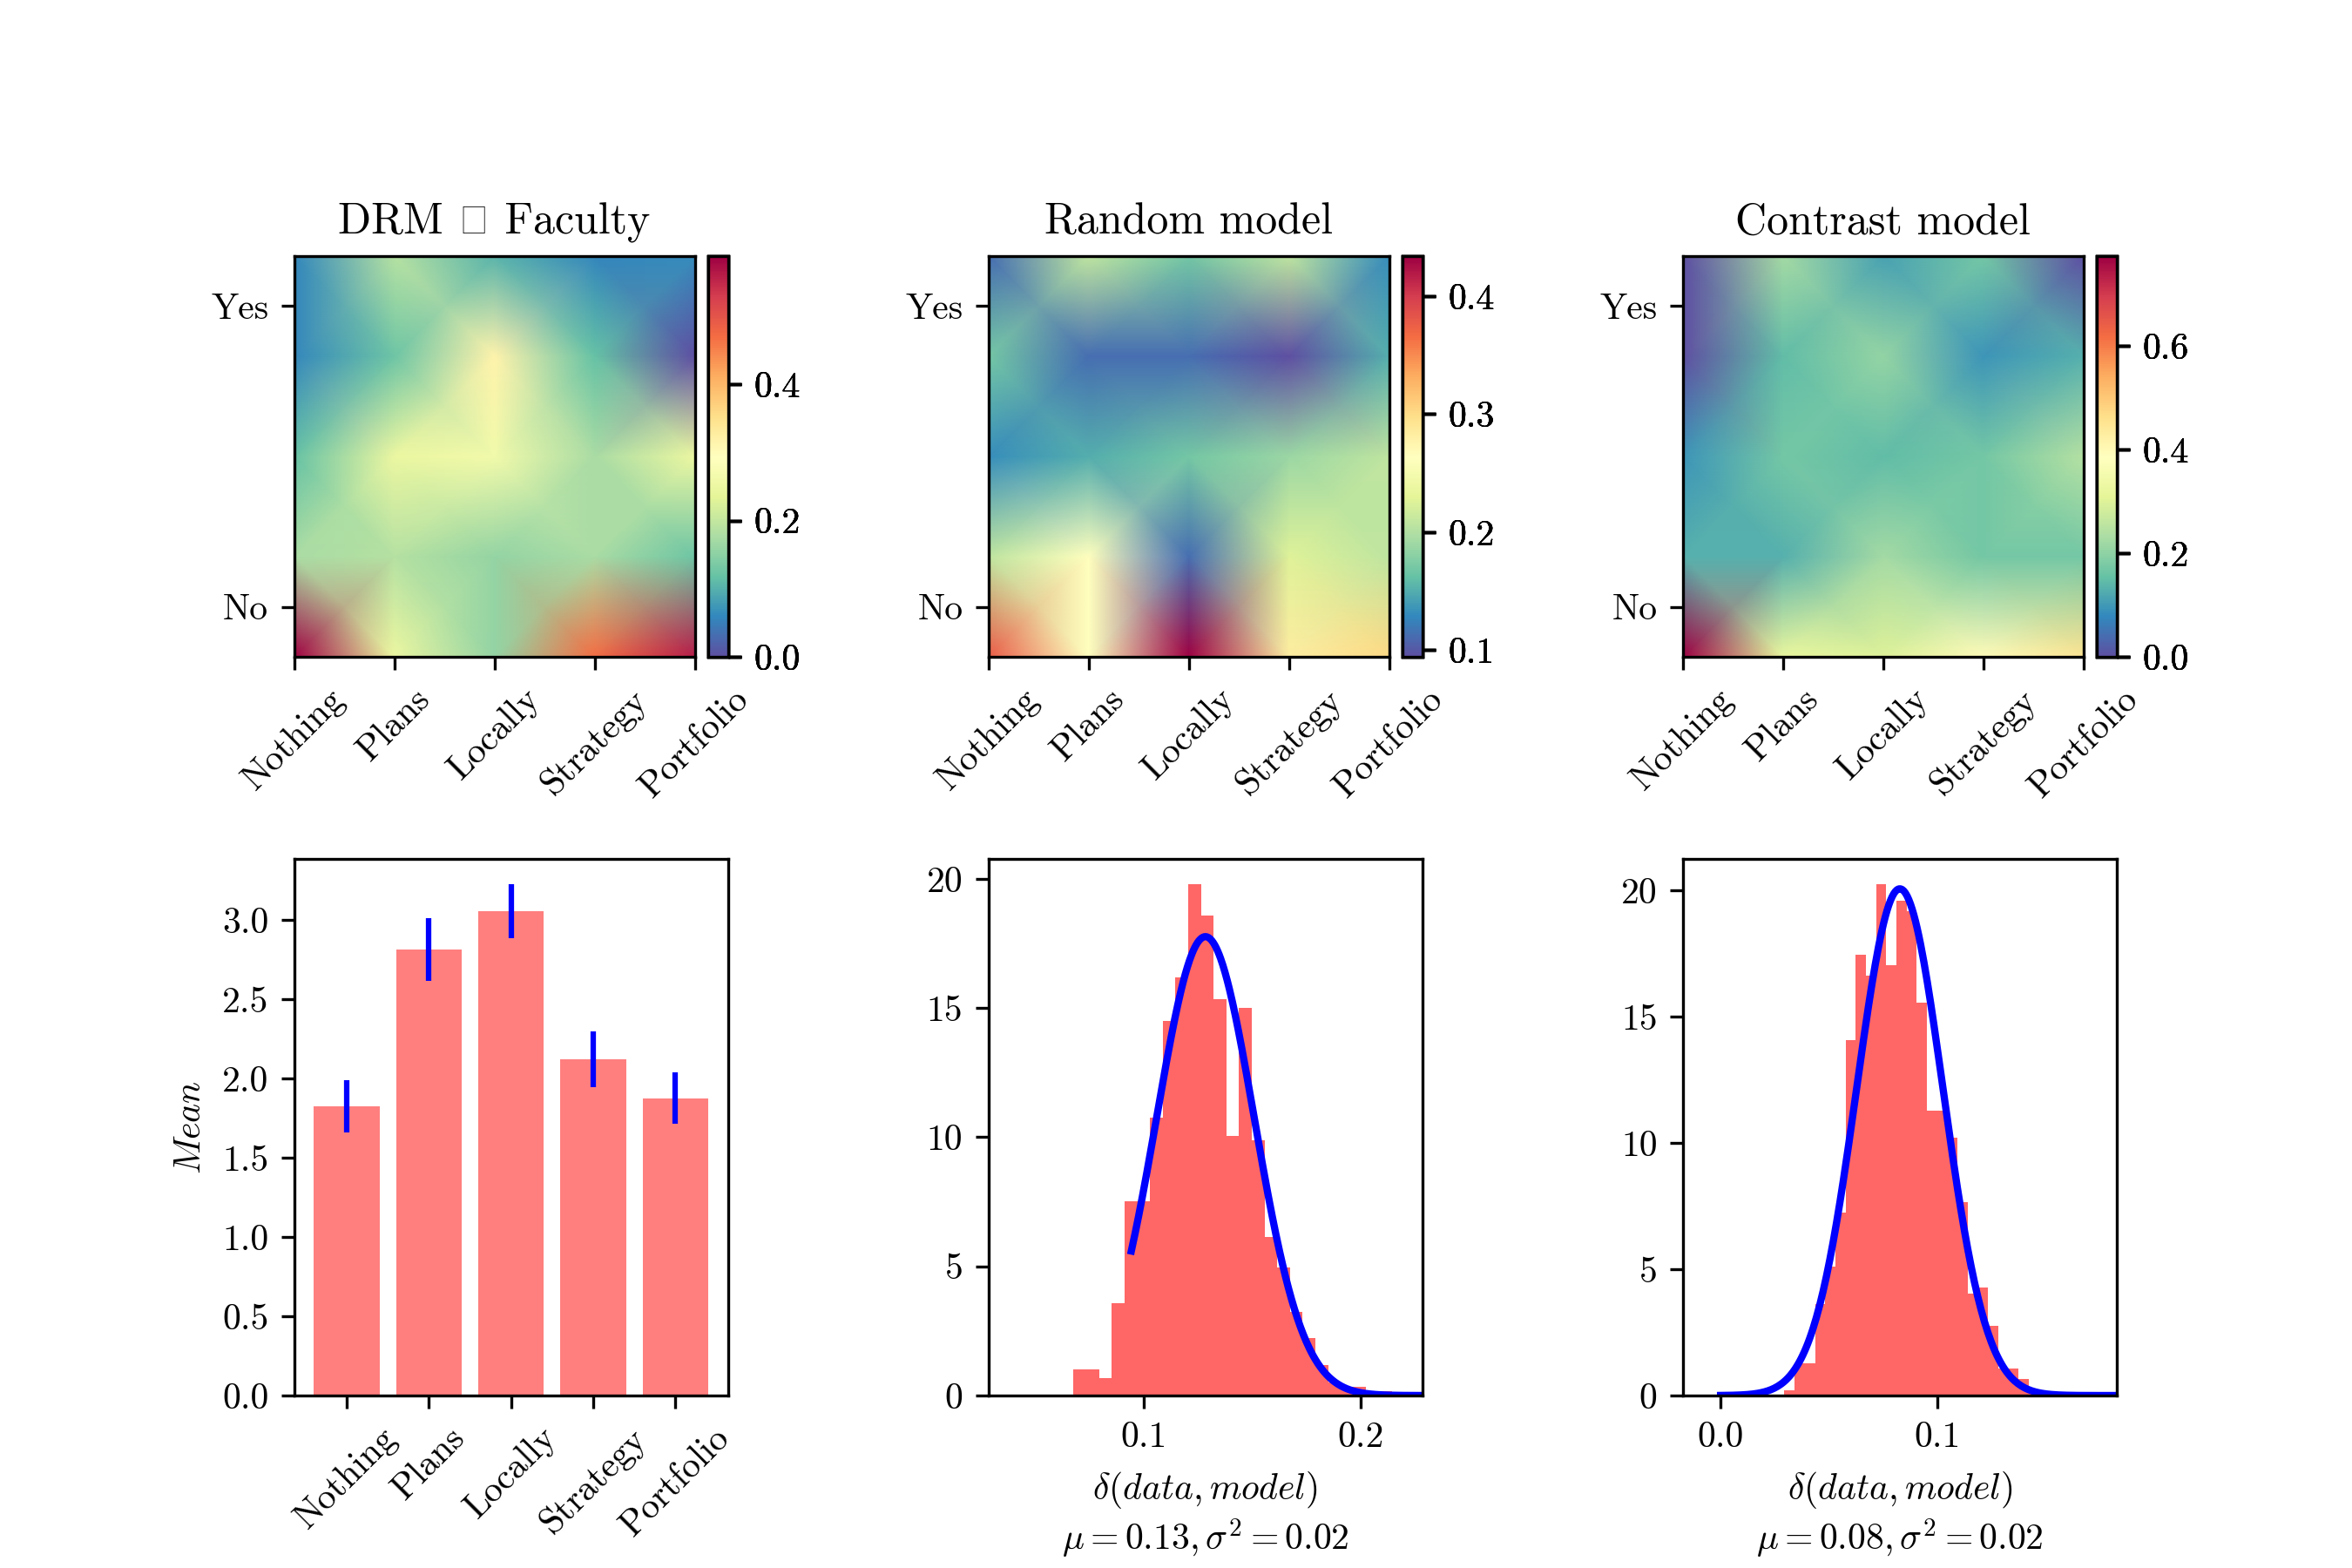 DRM □ Faculty
Yes
No
0.4
0.2
0.0
Nothing
Plans
Locally
Strategy
Portfolio
Random model
Yes
No
0.4
0.3
0.2
0.1
Nothing
Plans
Locally
Strategy
Portfolio
Contrast model
Yes
No
0.6
0.4
0.2
0.0
Nothing
Plans
Locally
Strategy
Portfolio
Mean
3.0
2.5
2.0
1.5
1.0
0.5
0.0
Nothing
Plans
Locally
Strategy
Portfolio
20
15
10
5
0
0.1
0.2
δ(data, model)
μ = 0.13, σ² = 0.02
20
15
10
5
0
0.0
0.1
δ(data, model)
μ = 0.08, σ² = 0.02